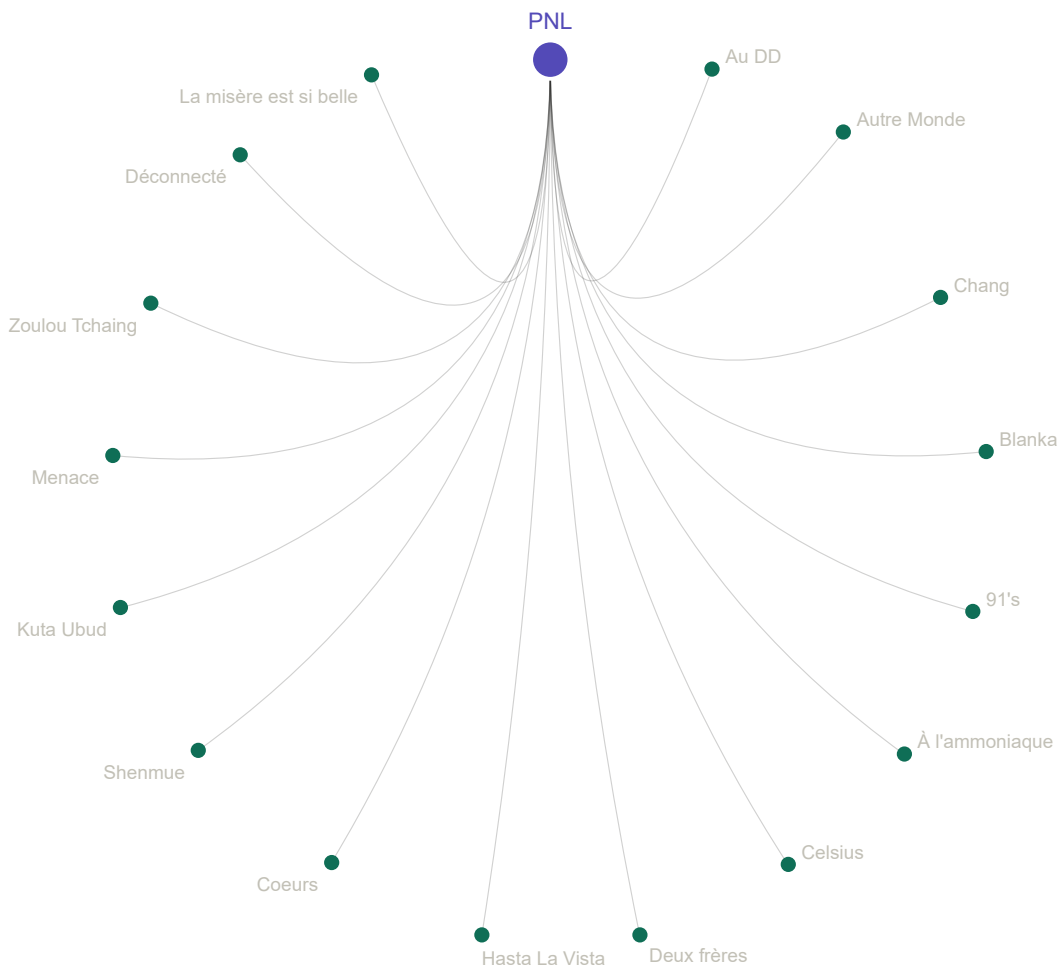 PNL
Au DD
La misère est si belle
Autre Monde
Déconnecté
Chang
Zoulou Tchaing
Blanka
Menace
91's
Kuta Ubud
À l'ammoniaque
Shenmue
Celsius
Coeurs
Deux frères
Hasta La Vista